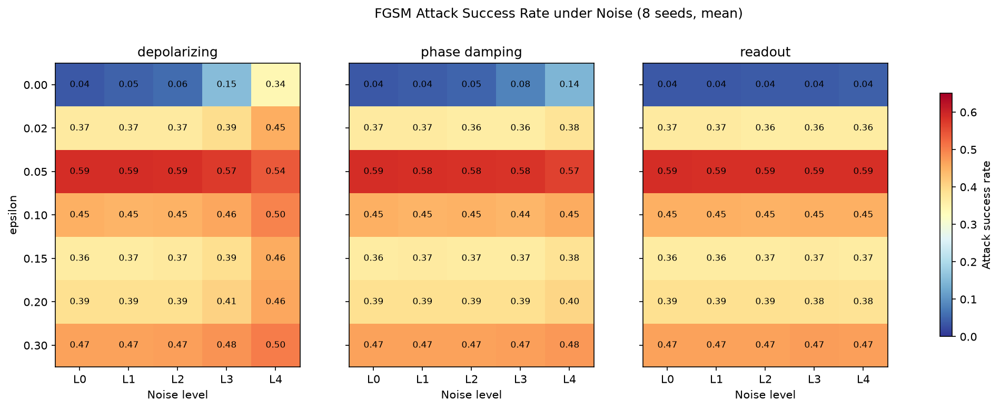 FGSM Attack Success Rate under Noise (8 seeds, mean)
depolarizing
phase damping
readout
epsilon
0.00 0.04 0.05 0.06 0.15 0.34 0.04 0.04 0.05 0.08 0.14 0.04 0.04 0.04 0.04 0.04
0.02 0.37 0.37 0.37 0.39 0.45 0.37 0.37 0.36 0.36 0.38 0.37 0.37 0.36 0.36 0.36
0.05 0.59 0.59 0.59 0.57 0.54 0.59 0.58 0.58 0.58 0.57 0.59 0.59 0.59 0.59 0.59
0.10 0.45 0.45 0.45 0.46 0.50 0.45 0.45 0.45 0.44 0.45 0.45 0.45 0.45 0.45 0.45
0.15 0.36 0.37 0.37 0.39 0.46 0.36 0.37 0.37 0.37 0.38 0.36 0.36 0.37 0.37 0.37
0.20 0.39 0.39 0.39 0.41 0.46 0.39 0.39 0.39 0.39 0.40 0.39 0.39 0.39 0.38 0.38
0.30 0.47 0.47 0.47 0.48 0.50 0.47 0.47 0.47 0.47 0.48 0.47 0.47 0.47 0.47 0.47
L0 L1 L2 L3 L4 L0 L1 L2 L3 L4 L0 L1 L2 L3 L4
Noise level
Noise level
Noise level
0.6
0.5
0.4
0.3
0.2
0.1
0.0
Attack success rate